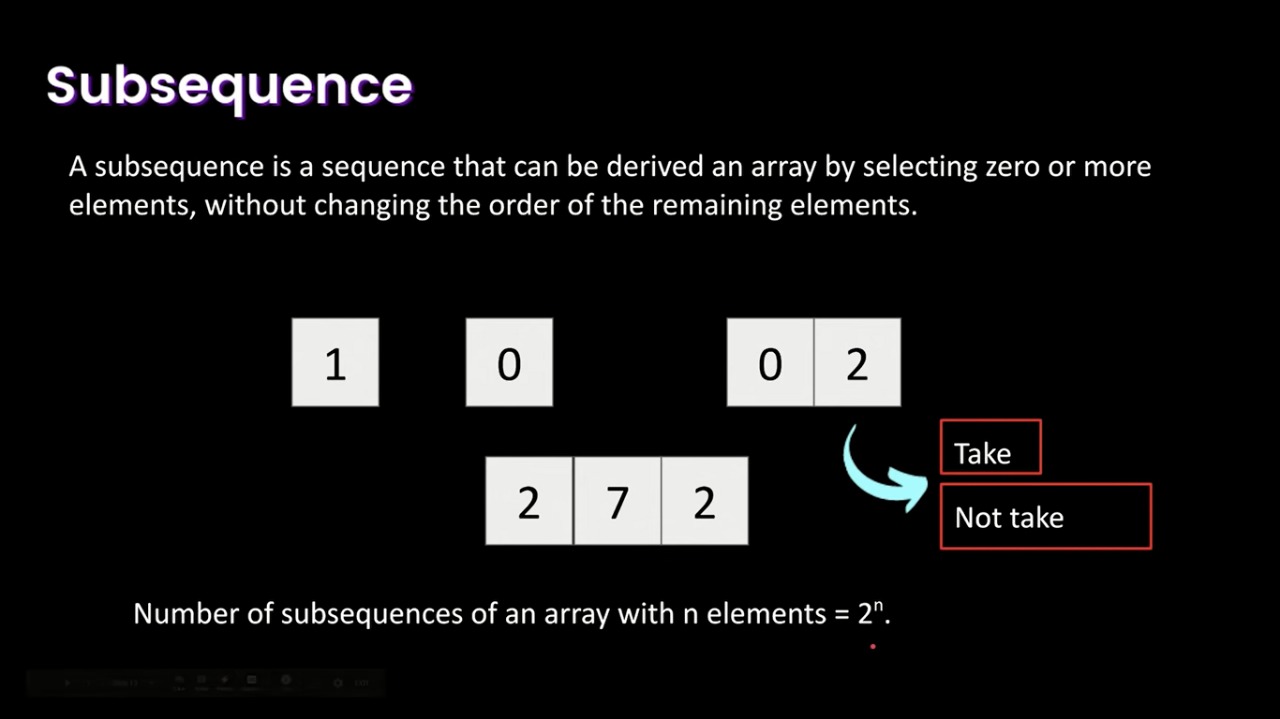 Subsequence
A subsequence is a sequence that can be derived an array by selecting zero or more
elements, without changing the order of the remaining elements.
1 0 0 2
Take
2 7 2
Not take
Number of subsequences of an array with n elements = 2ⁿ.